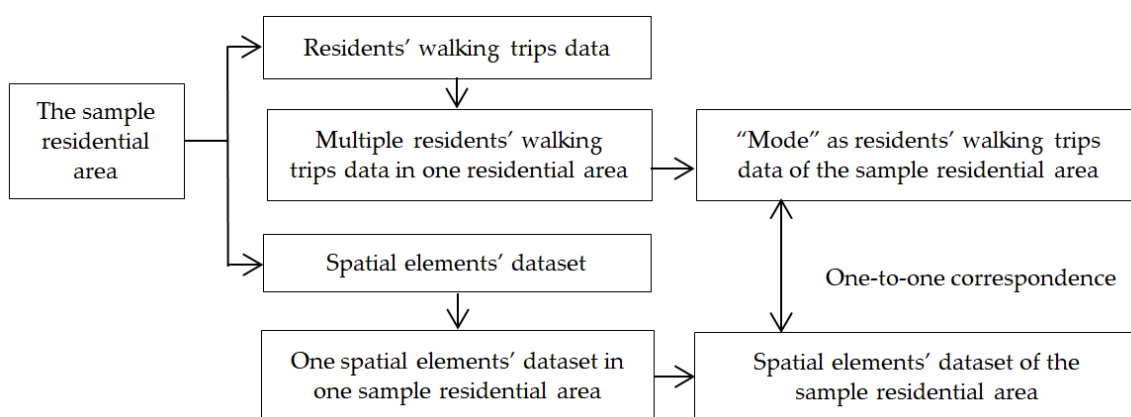 The sample
residential
area
Residents’ walking trips data
Multiple residents’ walking
trips data in one residential area
“Mode” as residents’ walking trips
data of the sample residential area
Spatial elements’ dataset
One-to-one correspondence
One spatial elements’ dataset in
one sample residential area
Spatial elements’ dataset of the
sample residential area